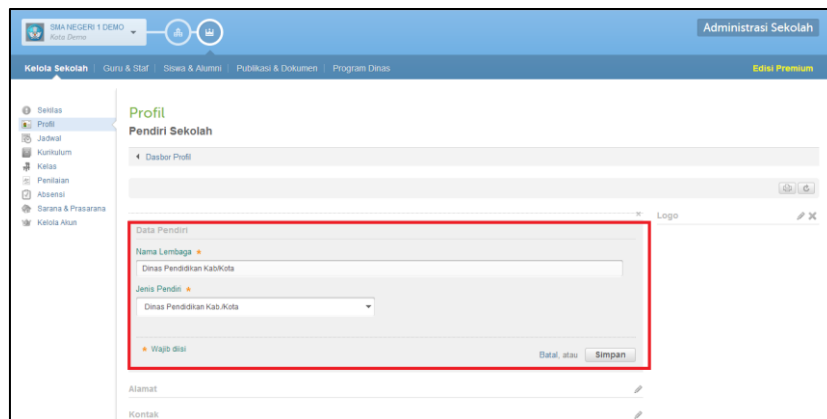 SMA NEGERI 1 DEMO
Kota Demo
Administrasi Sekolah
Kelola Sekolah | Guru & Staf | Siswa & Alumni | Publikasi & Dokumen | Program Dinas
Edisi Premium
Sekilas
Profil
Jadwal
Kurikulum
Kelas
Penilaian
Absensi
Sarana & Prasarana
Kelola Akun
Profil
Pendiri Sekolah
Dasbor Profil
Logo
Data Pendiri
Nama Lembaga *
Dinas Pendidikan Kab/Kota
Jenis Pendiri *
Dinas Pendidikan Kab./Kota
* Wajib diisi
Batal, atau Simpan
Alamat
Kontak